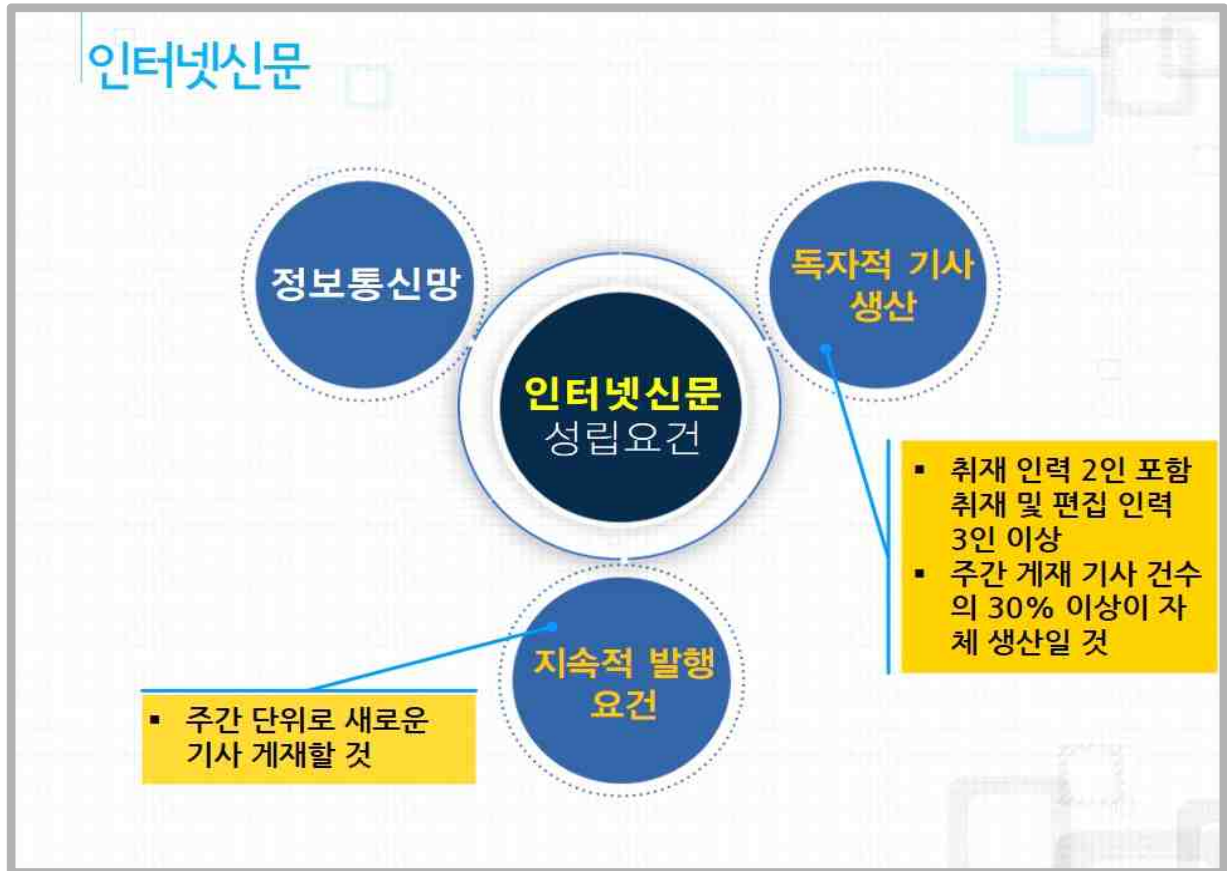 인터넷신문
정보통신망
독자적 기사
생산
인터넷신문
성립요건
▪ 취재 인력 2인 포함
취재 및 편집 인력
3인 이상
▪ 주간 게재 기사 건수
의 30% 이상이 자
체 생산일 것
지속적 발행
요건
▪ 주간 단위로 새로운
기사 게재할 것